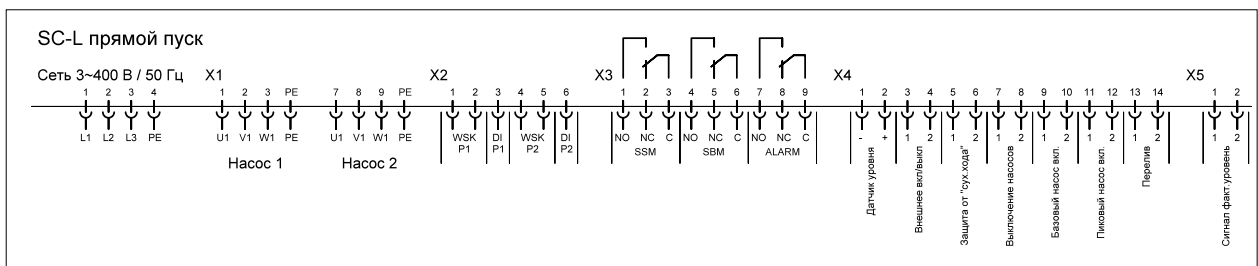 SC-L прямой пуск
Сеть 3~400 В / 50 Гц X1 X2 X3 X4 X5
1 2 3 4 1 2 3 PE 7 8 9 PE 1 2 3 4 5 6 1 2 3 4 5 6 7 8 9 1 2 3 4 5 6 7 8 9 10 11 12 13 14 1 2
L1 L2 L3 PE U1 V1 W1 PE U1 V1 W1 PE WSK P1 DI P1 WSK P2 DI P2 NO NC C NO NC C NO NC C - + 1 2 1 2 1 2 1 2 1 2 1 2 1 2
Насос 1 Насос 2 SSM SBM ALARM
Датчик уровня
Внешнее вкл/выкл
Защита от "сух.хода"
Выключение насосов
Базовый насос вкл.
Пиковый насос вкл.
Перелив
Сигнал факт.уровень